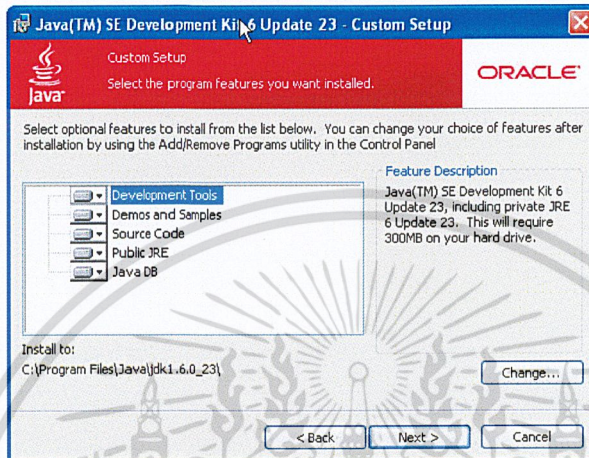 Java(TM) SE Development Kit 6 Update 23 - Custom Setup
Custom Setup
Select the program features you want installed.
Java
ORACLE
Select optional features to install from the list below. You can change your choice of features after
installation by using the Add/Remove Programs utility in the Control Panel
Feature Description
Development Tools
Demos and Samples
Source Code
Public JRE
Java DB
Java(TM) SE Development Kit 6
Update 23, including private JRE
6 Update 23. This will require
300MB on your hard drive.
Install to:
C:\Program Files\Java\jdk1.6.0_23\
Change...
< Back
Next >
Cancel